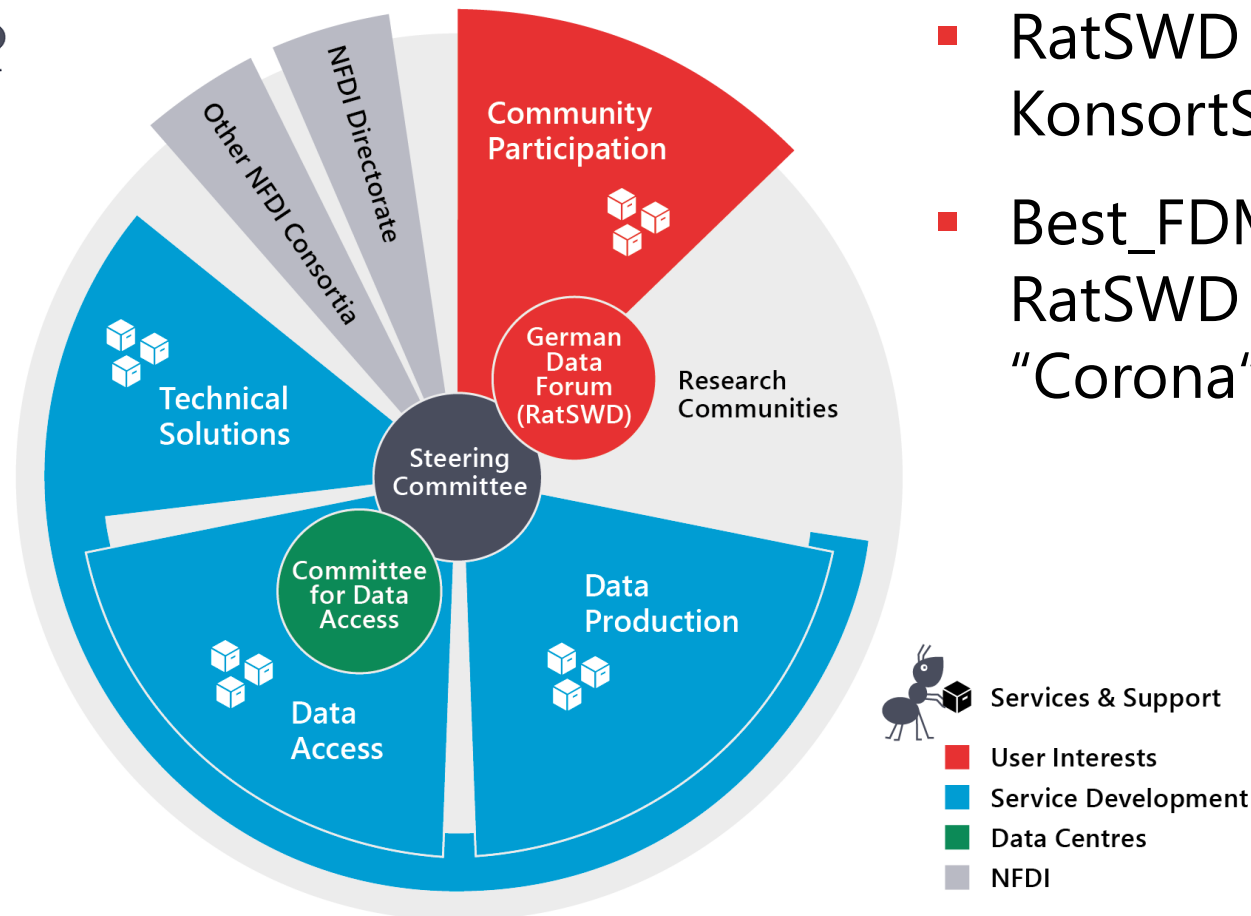 NFDI Directorate
Other NFDI Consortia
Community
Participation
German
Data
Forum
(RatSWD)
Research
Communities
Technical
Solutions
Steering
Committee
Committee
for Data
Access
Data
Production
Data
Access
Services & Support
User Interests
Service Development
Data Centres
NFDI
RatSWD
KonsortS
Best_FDM
RatSWD
“Corona“